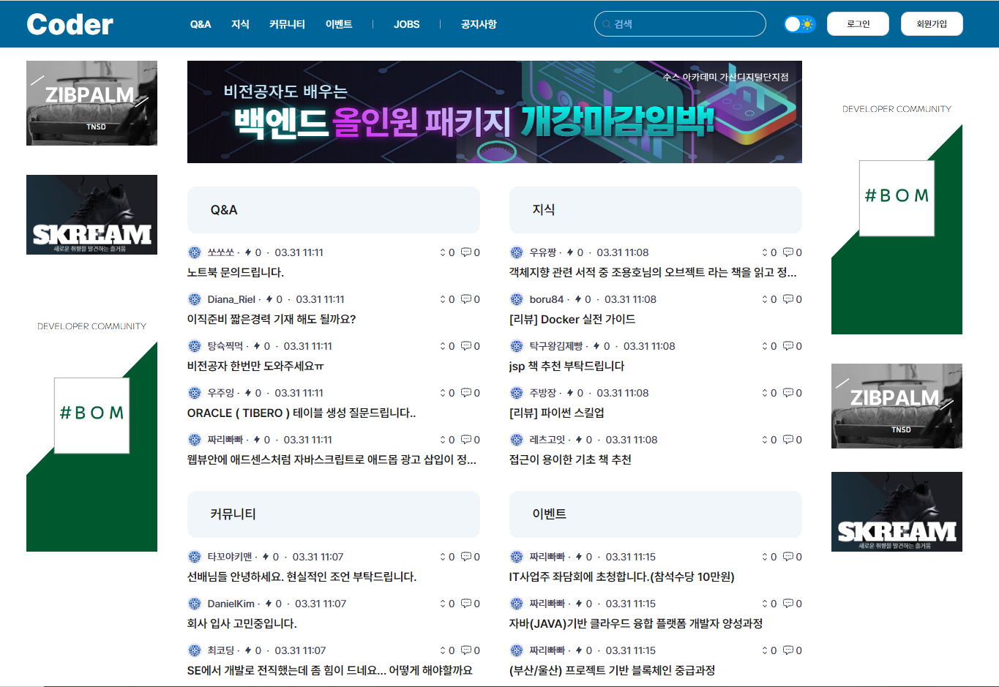 Coder
Q&A 지식 커뮤니티 이벤트 | JOBS | 공지사항
검색
로그인
회원가입
ZIBPALM
TNSD
SKREAM
새로운 취향을 발견하는 즐거움
DEVELOPER COMMUNITY
#BOM
수스 아카데미 가산디지털단지점
비전공자도 배우는
백엔드 올인원 패키지 개강마감임박!
Q&A
쏘쏘쏘 · 0 · 03.31 11:11 0 0
노트북 문의드립니다.
Diana_Riel · 0 · 03.31 11:11 0 0
이직준비 짧은경력 기재 해도 될까요?
탕슉찍먹 · 0 · 03.31 11:11 0 0
비전공자 한번만 도와주세요ㅠ
우주잉 · 0 · 03.31 11:11 0 0
ORACLE ( TIBERO ) 테이블 생성 질문드립니다..
짜리빠빠 · 0 · 03.31 11:11 0 0
웹뷰안에 애드센스처럼 자바스크립트로 애드몹 광고 삽입이 정...
지식
우유짱 · 0 · 03.31 11:08 0 0
객체지향 관련 서적 중 조용호님의 오브젝트 라는 책을 읽고 정...
boru84 · 0 · 03.31 11:08 0 0
[리뷰] Docker 실전 가이드
탁구왕김제빵 · 0 · 03.31 11:08 0 0
jsp 책 추천 부탁드립니다
주방장 · 0 · 03.31 11:08 0 0
[리뷰] 파이썬 스킬업
레츠고잇 · 0 · 03.31 11:08 0 0
접근이 용이한 기초 책 추천
커뮤니티
타꼬야키맨 · 0 · 03.31 11:07 0 0
선배님들 안녕하세요. 현실적인 조언 부탁드립니다.
DanielKim · 0 · 03.31 11:07 0 0
회사 입사 고민중입니다.
최코딩 · 0 · 03.31 11:07 0 0
SE에서 개발로 전직했는데 좀 힘이 드네요... 어떻게 해야할까요
이벤트
짜리빠빠 · 0 · 03.31 11:15 0 0
IT사업주 좌담회에 초청합니다.(참석수당 10만원)
짜리빠빠 · 0 · 03.31 11:15 0 0
자바(JAVA)기반 클라우드 융합 플랫폼 개발자 양성과정
짜리빠빠 · 0 · 03.31 11:15 0 0
(부산/울산) 프로젝트 기반 블록체인 중급과정
DEVELOPER COMMUNITY
#BOM
ZIBPALM
TNSD
SKREAM
새로운 취향을 발견하는 즐거움